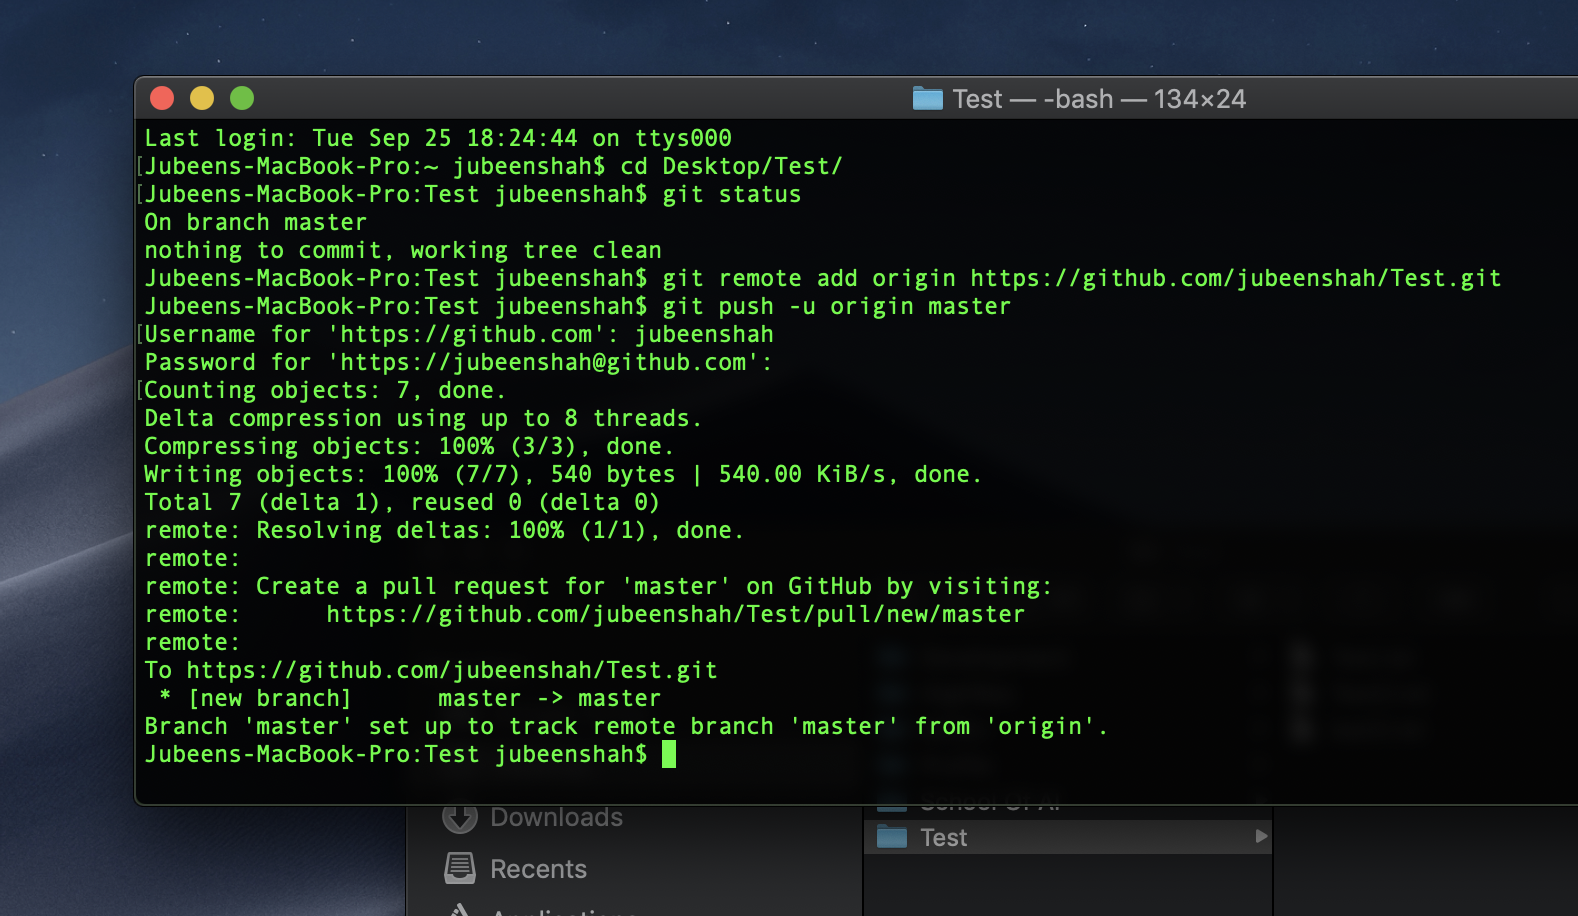 Test — -bash — 134×24
Last login: Tue Sep 25 18:24:44 on ttys000
[Jubeens-MacBook-Pro:~ jubeenshah$ cd Desktop/Test/
[Jubeens-MacBook-Pro:Test jubeenshah$ git status
On branch master
nothing to commit, working tree clean
Jubeens-MacBook-Pro:Test jubeenshah$ git remote add origin https://github.com/jubeenshah/Test.git
Jubeens-MacBook-Pro:Test jubeenshah$ git push -u origin master
[Username for 'https://github.com': jubeenshah
Password for 'https://jubeenshah@github.com':
[Counting objects: 7, done.
Delta compression using up to 8 threads.
Compressing objects: 100% (3/3), done.
Writing objects: 100% (7/7), 540 bytes | 540.00 KiB/s, done.
Total 7 (delta 1), reused 0 (delta 0)
remote: Resolving deltas: 100% (1/1), done.
remote:
remote: Create a pull request for 'master' on GitHub by visiting:
remote:      https://github.com/jubeenshah/Test/pull/new/master
remote:
To https://github.com/jubeenshah/Test.git
 * [new branch]      master -> master
Branch 'master' set up to track remote branch 'master' from 'origin'.
Jubeens-MacBook-Pro:Test jubeenshah$
Downloads
Test
Recents